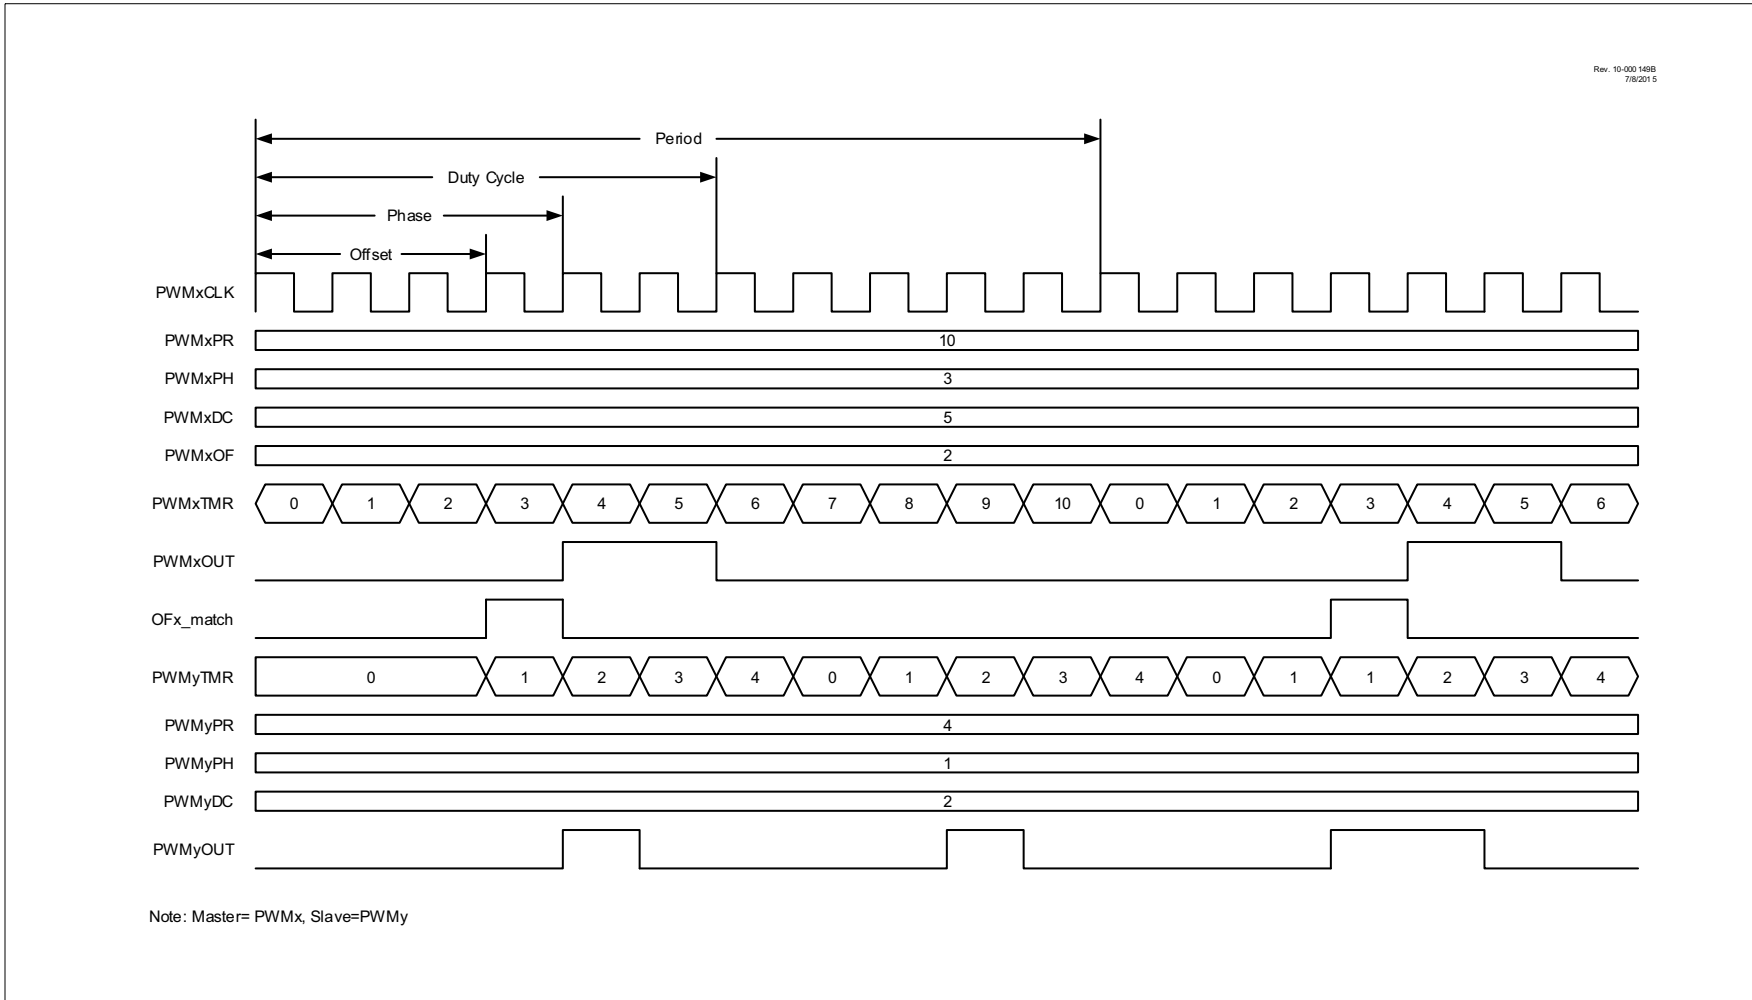 Rev. 10-000 149B
7/8/201 5
Period
Duty Cycle
Phase
Offset
PWMxCLK
PWMxPR 10
PWMxPH 3
PWMxDC 5
PWMxOF 2
PWMxTMR 0 1 2 3 4 5 6 7 8 9 10 0 1 2 3 4 5 6
PWMxOUT
OFx_match
PWMyTMR 0 1 2 3 4 0 1 2 3 4 0 1 1 2 3 4
PWMyPR 4
PWMyPH 1
PWMyDC 2
PWMyOUT
Note: Master= PWMx, Slave=PWMy